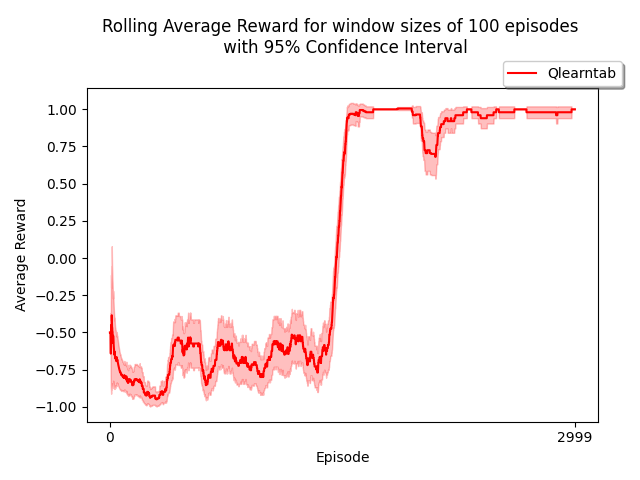 Rolling Average Reward for window sizes of 100 episodes
with 95% Confidence Interval
Qlearntab
1.00
0.75
0.50
0.25
0.00
−0.25
−0.50
−0.75
−1.00
Average Reward
0
2999
Episode